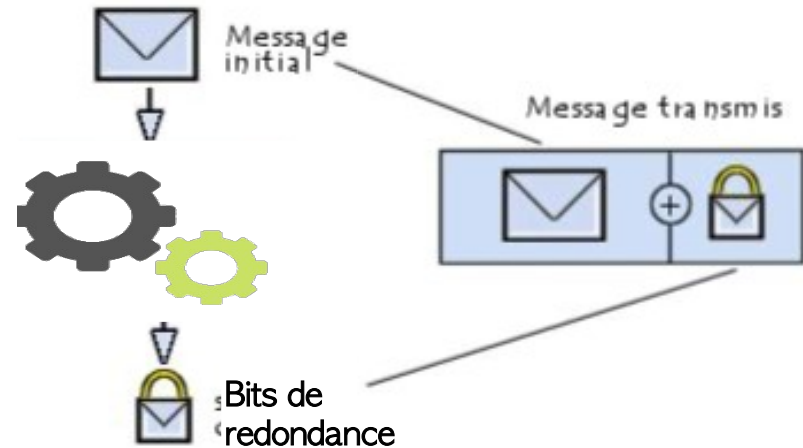 Message
initial
Message transmis
Bits de
redondance